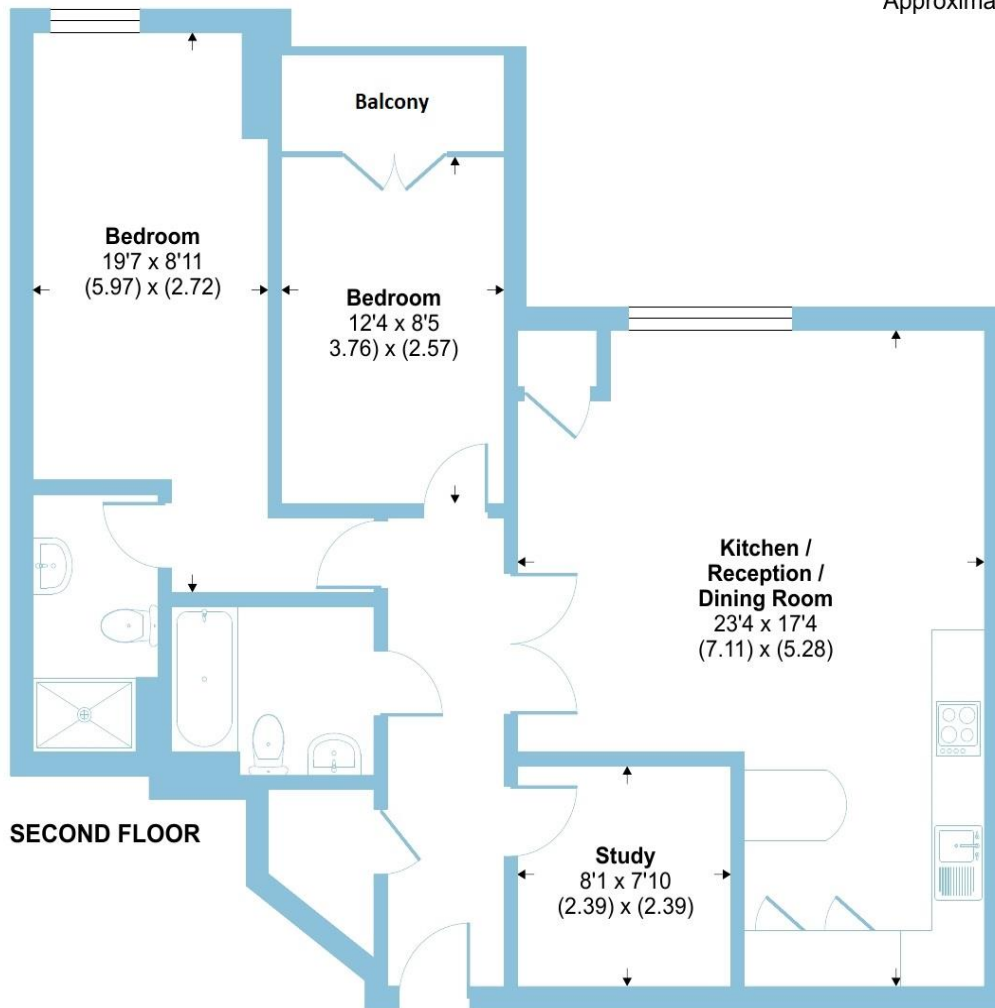 Approxima
Balcony
Bedroom
19'7 x 8'11
(5.97) x (2.72)
Bedroom
12'4 x 8'5
3.76) x (2.57)
Kitchen /
Reception /
Dining Room
23'4 x 17'4
(7.11) x (5.28)
SECOND FLOOR
Study
8'1 x 7'10
(2.39) x (2.39)